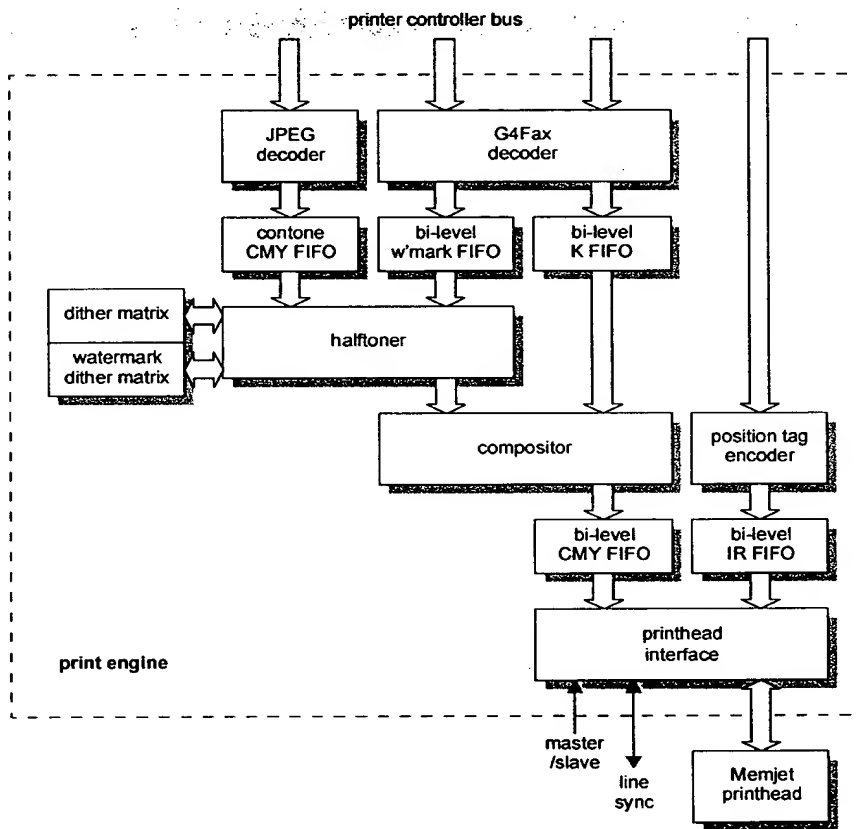 printer controller bus
JPEG
decoder
G4Fax
decoder
contone
CMY FIFO
bi-level
w'mark FIFO
bi-level
K FIFO
dither matrix
watermark
dither matrix
halftoner
compositor
position tag
encoder
bi-level
CMY FIFO
bi-level
IR FIFO
printhead
interface
print engine
master
/slave
line
sync
Memjet
printhead